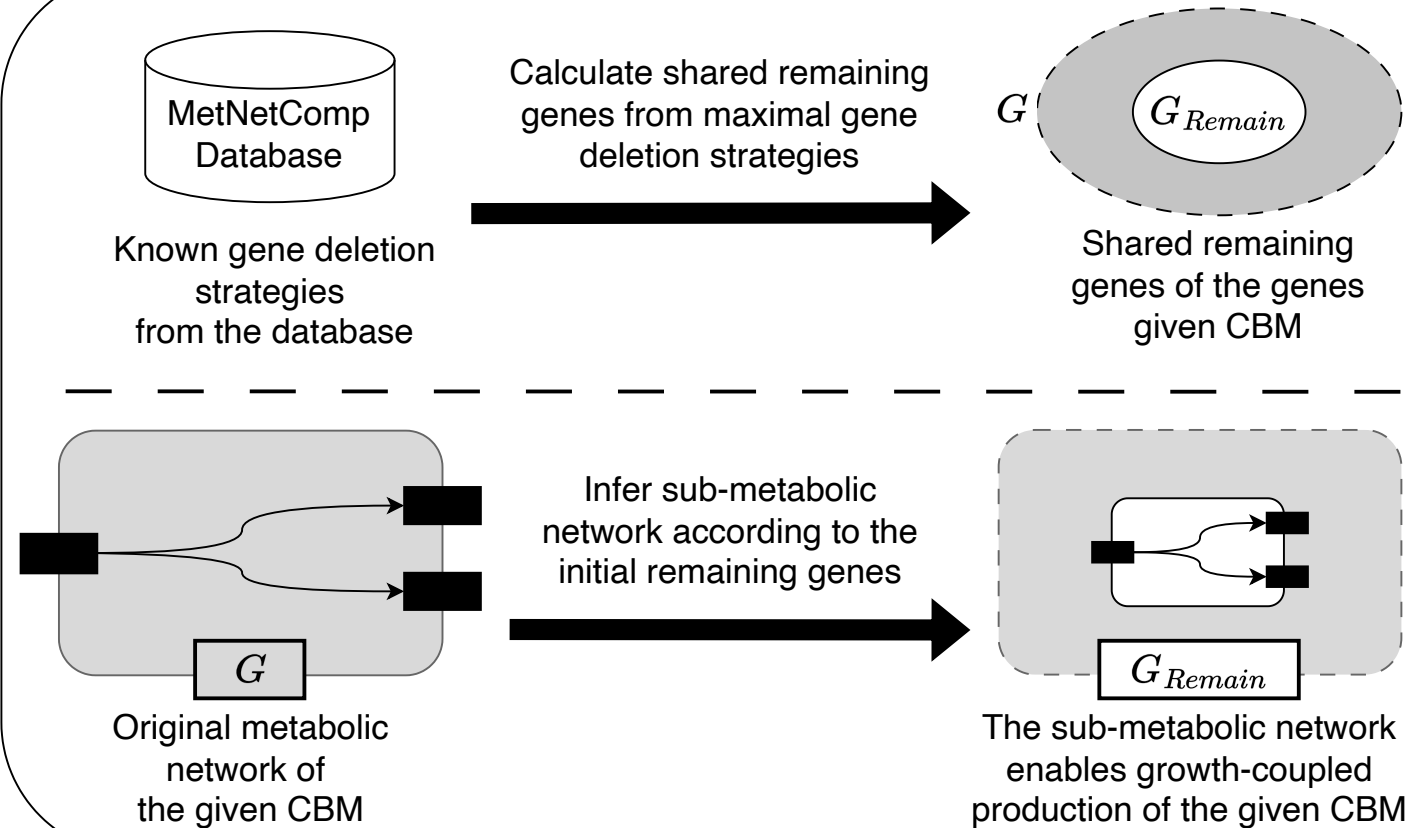 MetNetComp
Database
Known gene deletion
strategies
from the database
Calculate shared remaining
genes from maximal gene
deletion strategies
G
G Remain
Shared remaining
genes of the genes
given CBM
G
Original metabolic
network of
the given CBM
Infer sub-metabolic
network according to the
initial remaining genes
G Remain
The sub-metabolic network
enables growth-coupled
production of the given CBM